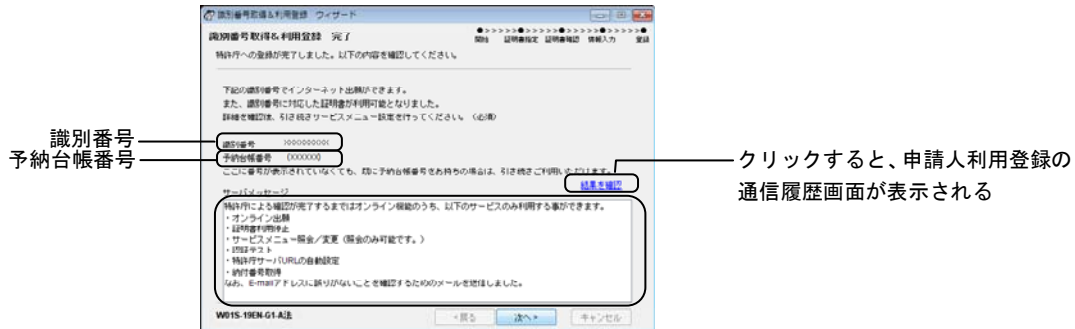 識別番号取得&利用登録 ウィザード
識別番号取得&利用登録 完了
●>>>>>●>>>>>●>>>>>●>>>>>●
開始 証明書指定 証明書確認 情報入力 登録
特許庁への登録が完了しました。以下の内容を確認してください。
下記の識別番号でインターネット出願ができます。
また、識別番号に対応した証明書が利用可能となりました。
詳細を確認後、引き続きサービスメニュー設定を行ってください。(必須)
識別番号
識別番号 XXXXXXXXX
予納台帳番号
予納台帳番号 (XXXXXX)
ここに番号が表示されていなくても、既に予納台帳番号をお持ちの場合は、引き続きご利用いただけます。
結果を確認
クリックすると、申請人利用登録の
通信履歴画面が表示される
サーバメッセージ
特許庁による確認が完了するまではオンライン機能のうち、以下のサービスのみ利用する事ができます。
・オンライン出願
・証明書利用停止
・サービスメニュー照会/変更(照会のみ可能です。)
・認証テスト
・特許庁サーバURLの自動設定
・納付番号取得
なお、E-mailアドレスに誤りがないことを確認するためのメールを送信しました。
W01S-19EN-G1-A法
<戻る 次へ> キャンセル